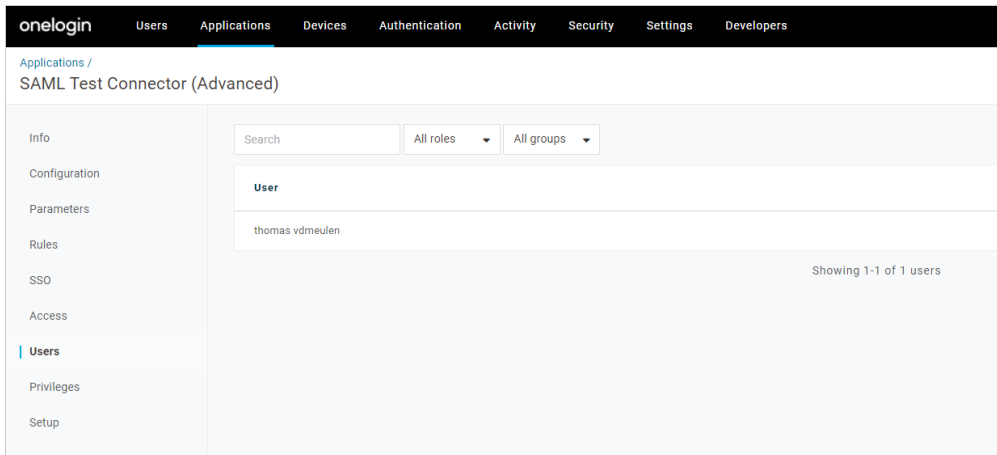 onelogin Users Applications Devices Authentication Activity Security Settings Developers
Applications /
SAML Test Connector (Advanced)
Info
Configuration
Parameters
Rules
SSO
Access
Users
Privileges
Setup
Search All roles All groups
User
thomas vdmeulen
Showing 1-1 of 1 users